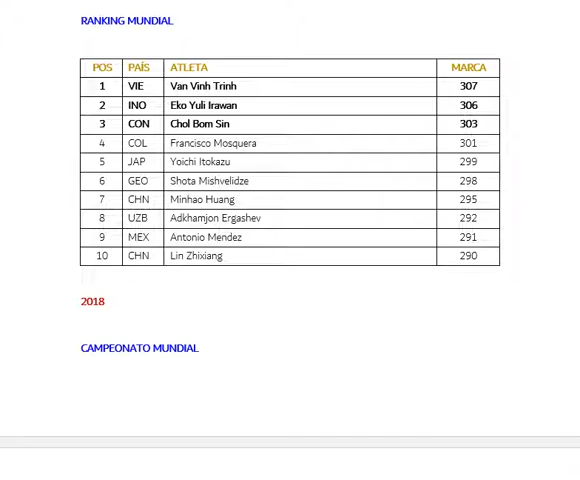 RANKING MUNDIAL
POS PAÍS ATLETA MARCA
1 VIE Van Vinh Trinh 307
2 INO Eko Yuli Irawan 306
3 CON Chol Bom Sin 303
4 COL Francisco Mosquera 301
5 JAP Yoichi Itokazu 299
6 GEO Shota Mishvelidze 298
7 CHN Minhao Huang 295
8 UZB Adkhamjon Ergashev 292
9 MEX Antonio Mendez 291
10 CHN Lin Zhixiang 290
2018
CAMPEONATO MUNDIAL